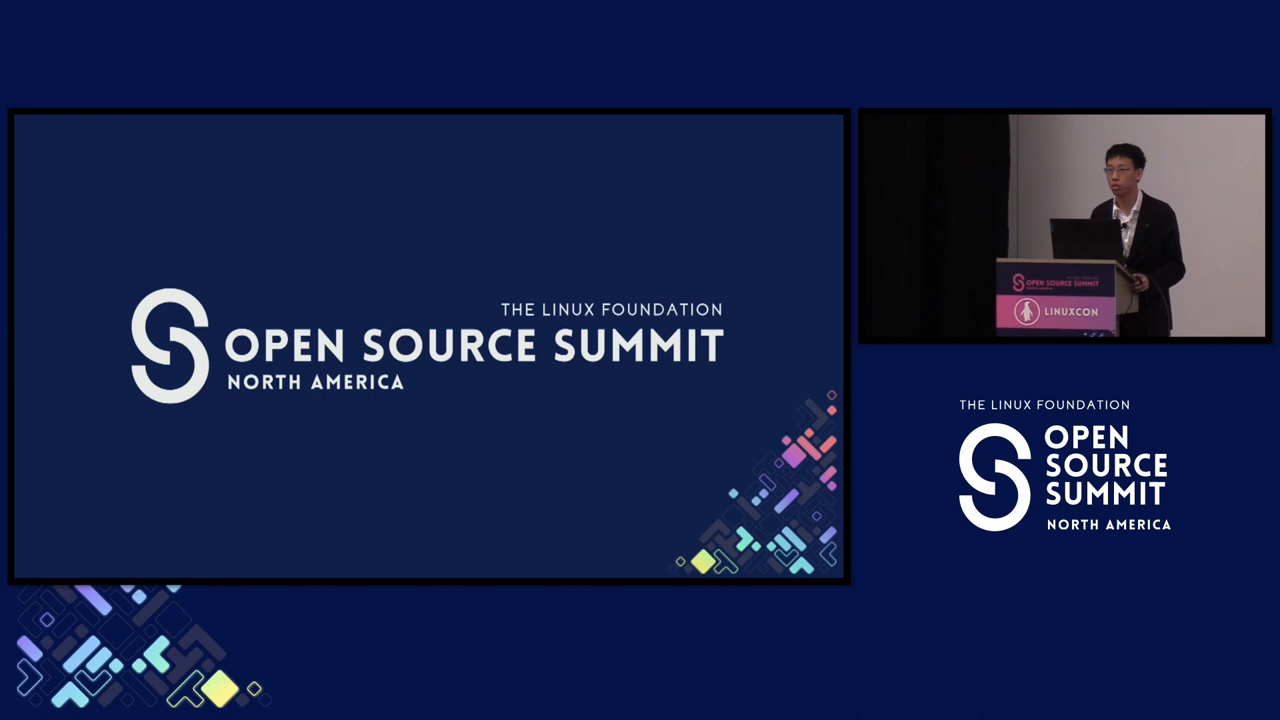 THE LINUX FOUNDATION
OPEN SOURCE SUMMIT
NORTH AMERICA
OPEN SOURCE SUMMIT
LINUXCON
THE LINUX FOUNDATION
OPEN
SOURCE
SUMMIT
NORTH AMERICA